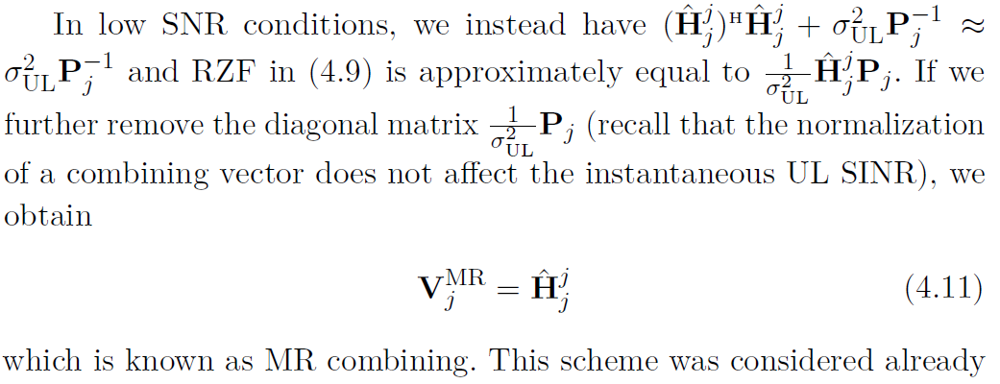 In low SNR conditions, we instead have $(\hat{\mathbf{H}}_j^j)^{\mathrm{H}}\hat{\mathbf{H}}_j^j + \sigma_{\mathrm{UL}}^2\mathbf{P}_j^{-1} \approx$
$\sigma_{\mathrm{UL}}^2\mathbf{P}_j^{-1}$ and RZF in (4.9) is approximately equal to $\frac{1}{\sigma_{\mathrm{UL}}^2}\hat{\mathbf{H}}_j^j\mathbf{P}_j$. If we
further remove the diagonal matrix $\frac{1}{\sigma_{\mathrm{UL}}^2}\mathbf{P}_j$ (recall that the normalization
of a combining vector does not affect the instantaneous UL SINR), we
obtain
$\mathbf{V}_j^{\mathrm{MR}} = \hat{\mathbf{H}}_j^j$ (4.11)
which is known as MR combining. This scheme was considered already